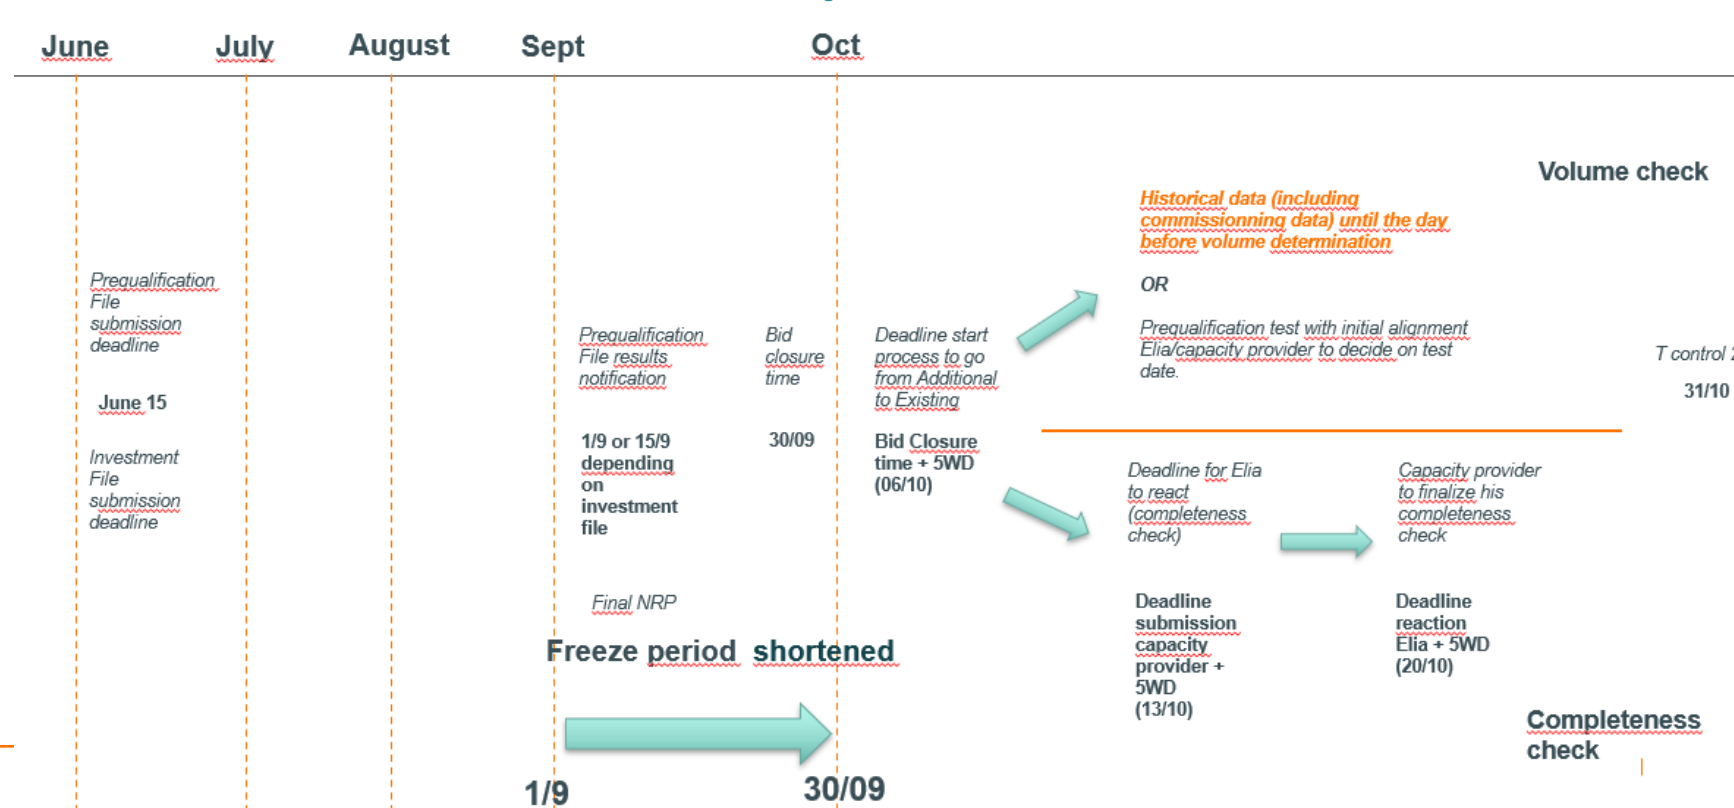 June
July
August
Sept
Oct
Volume check
Historical data (including
commissionning data) until the day
before volume determination
OR
Prequalification test with initial alignment
Elia/capacity provider to decide on test
date.
Prequalification
File
submission
deadline
June 15
Investment
File
submission
deadline
Prequalification
File results
notification
1/9 or 15/9
depending
on
investment
file
Final NRP
Bid
closure
time
30/09
Deadline start
process to go
from Additional
to Existing
Bid Closure
time + 5WD
(06/10)
T control
31/10
Deadline for Elia
to react
(completeness
check)
Deadline
submission
capacity
provider +
5WD
(13/10)
Capacity provider
to finalize his
completeness
check
Deadline
reaction
Elia + 5WD
(20/10)
Freeze period shortened
1/9
30/09
Completeness
check